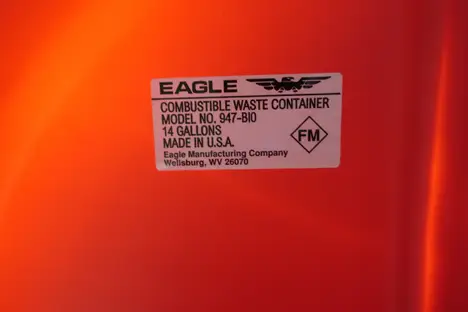 EAGLE
COMBUSTIBLE WASTE CONTAINER
MODEL NO. 947-BIO
14 GALLONS
MADE IN U.S.A.
FM
Eagle Manufacturing Company
Wellsburg, WV 26070